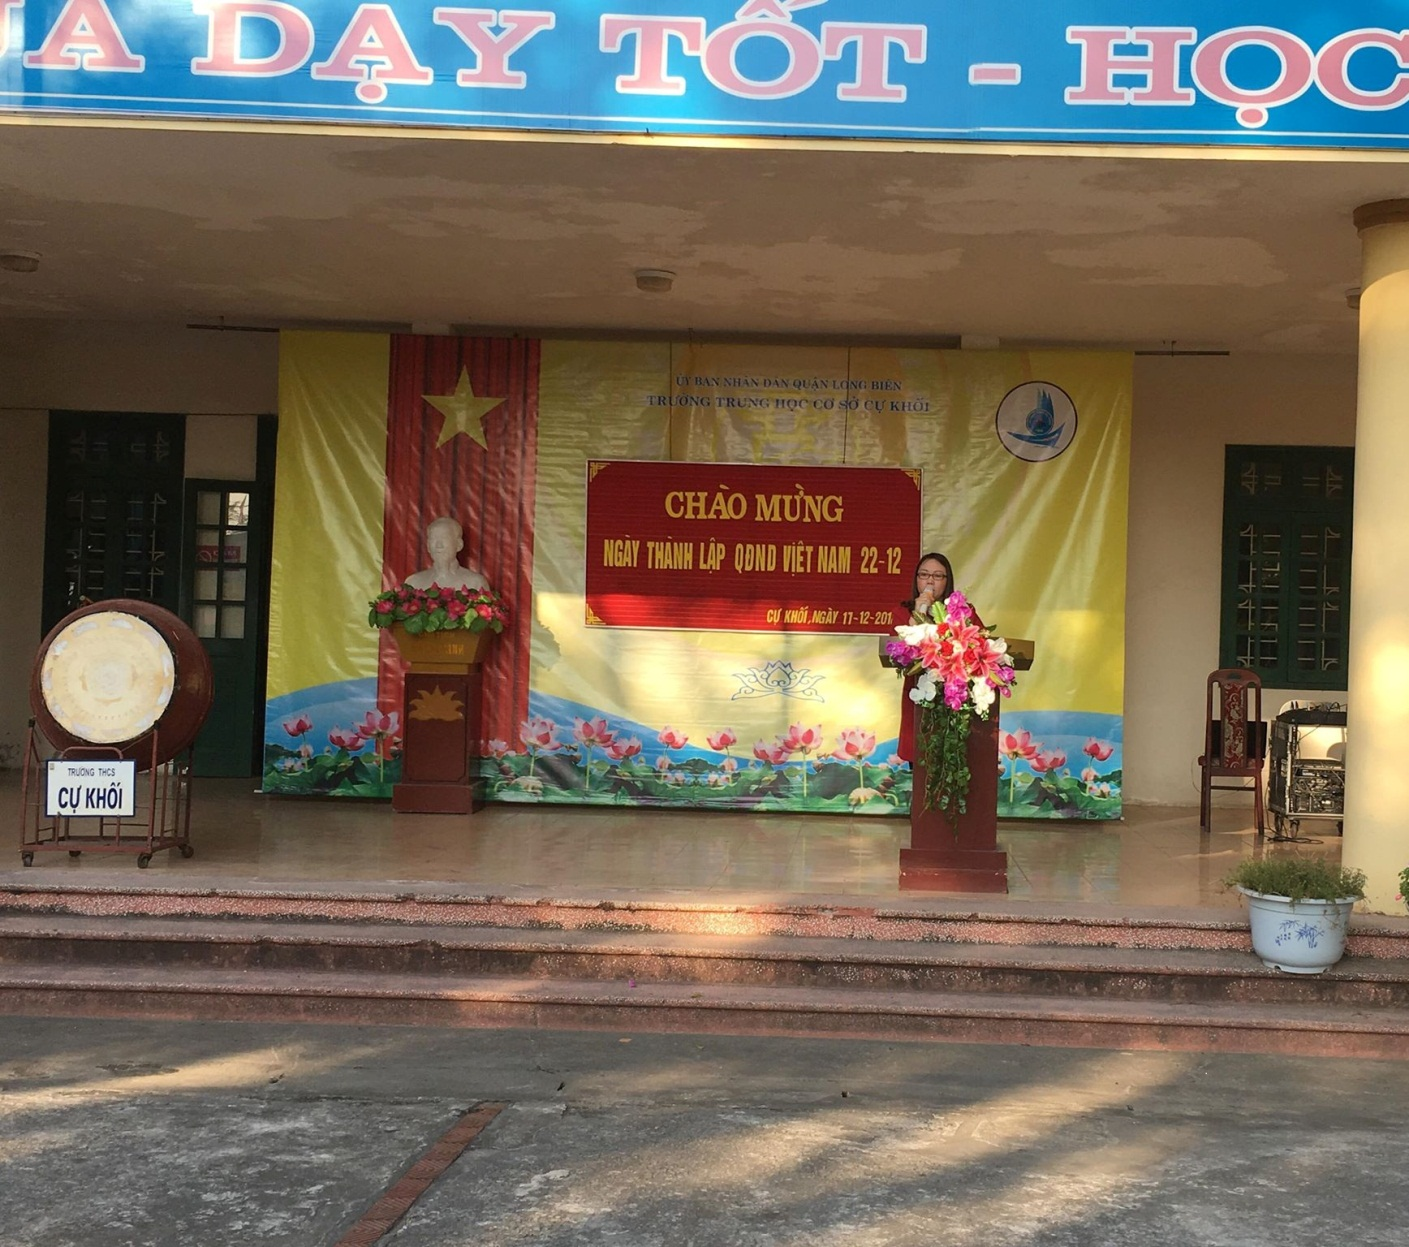 DẠY TỐT - HỌC
ỦY BAN NHÂN DÂN QUẬN LONG BIÊN
TRƯỜNG TRUNG HỌC CƠ SỞ CỰ KHỐI
CHÀO MỪNG
NGÀY THÀNH LẬP QĐND VIỆT NAM 22-12
CỰ KHỐI, NGÀY 17-12-201
TRƯỜNG THCS
CỰ KHỐI